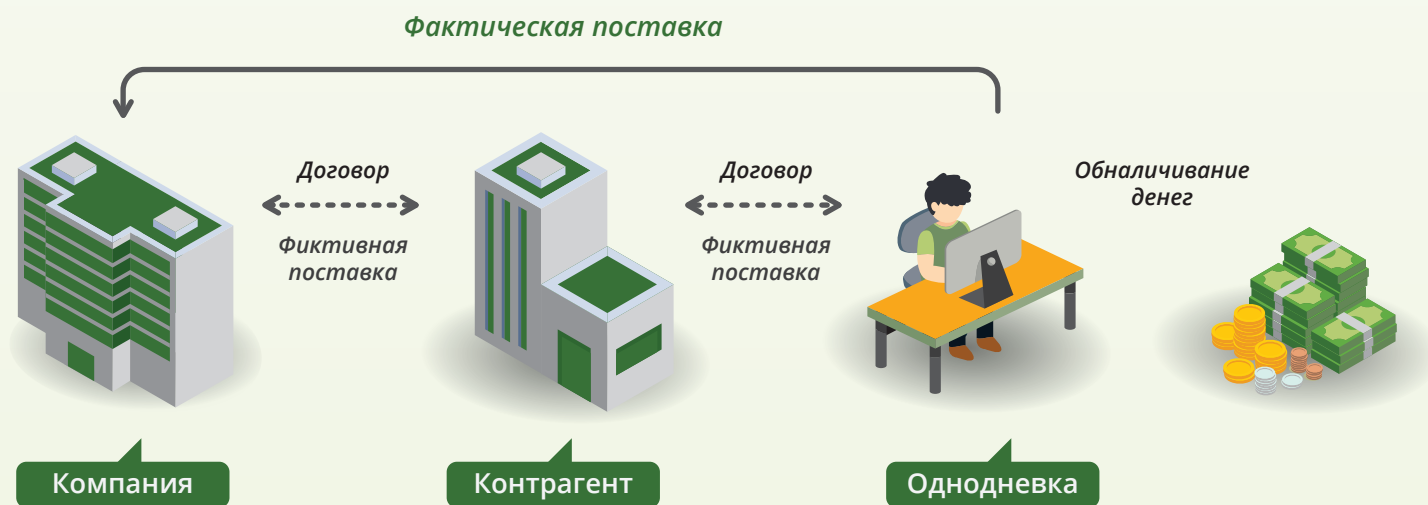 Фактическая поставка
Договор
Фиктивная
поставка
Договор
Фиктивная
поставка
Обналичивание
денег
Компания
Контрагент
Однодневка